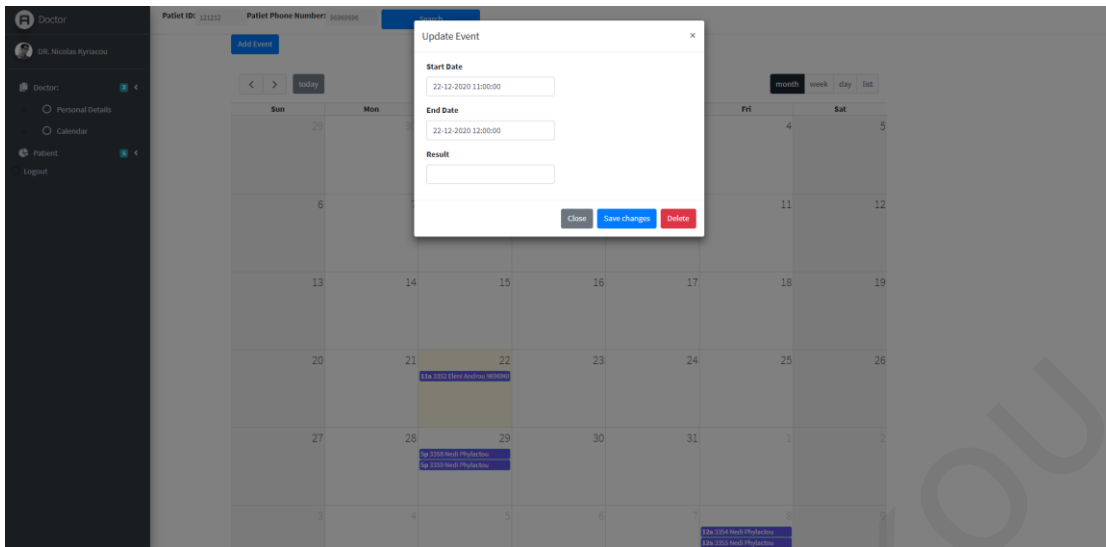 Doctor
Patiet ID: 121212 Patiet Phone Number: Search
DR. Nicolas Kyriacou
Add Event
Doctor: 2
Personal Details
Calendar
Patient
Logout
Update Event ×
Start Date
22-12-2020 11:00:00
End Date
22-12-2020 12:00:00
Result
Close Save changes Delete
today month week day list
Sun Mon Fri Sat
29 4 5
6 11 12
13 14 15 16 17 18 19
20 21 22 23 24 25 26
11a 3352 Eleni Androu
27 28 29 30 31 1 2
5p 3358 Nedi Phylactou
5p 3359 Nedi Phylactou
3 4 5 6 7 8 9
12a 3354 Nedi Phylactou
12a 3355 Nedi Phylactou
OU